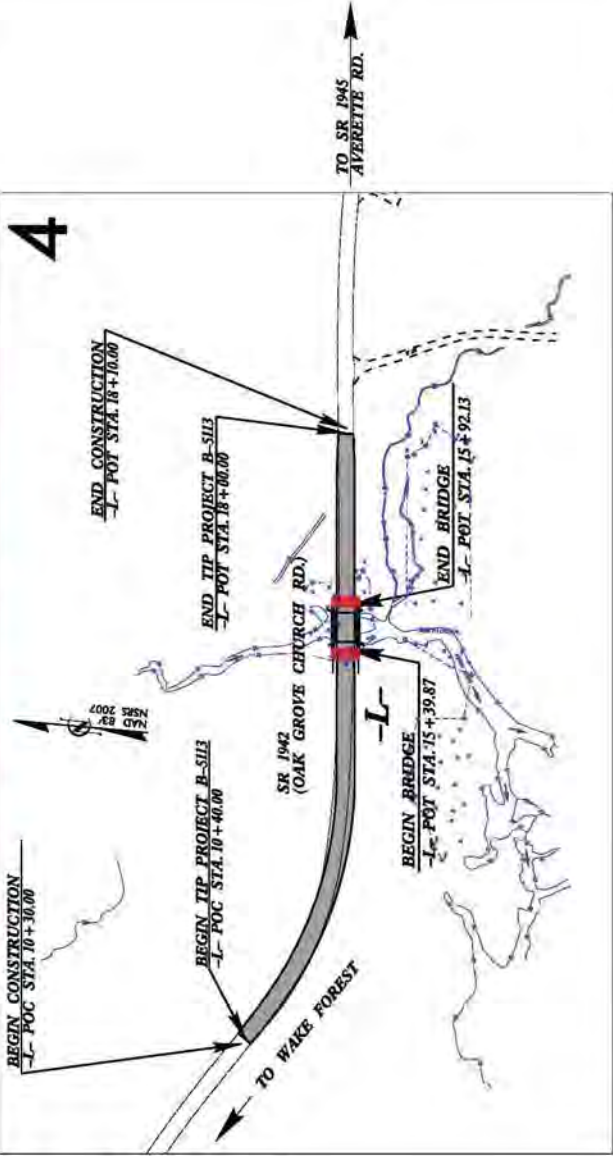 4
TO SR 1945
AVERETTE RD.
END CONSTRUCTION
-L- POT STA. 18+10.00
END TIP PROJECT B-5113
-L- POT STA. 18+00.00
NAD 83/
NSRS 2007
BEGIN CONSTRUCTION
-L- POC STA. 10+30.00
BEGIN TIP PROJECT B-5113
-L- POC STA. 10+40.00
SR 1942
(OAK GROVE CHURCH RD.)
-L-
TO WAKE FOREST
BEGIN BRIDGE
-L- POT STA. 15+39.87
END BRIDGE
-L- POT STA. 15+92.13